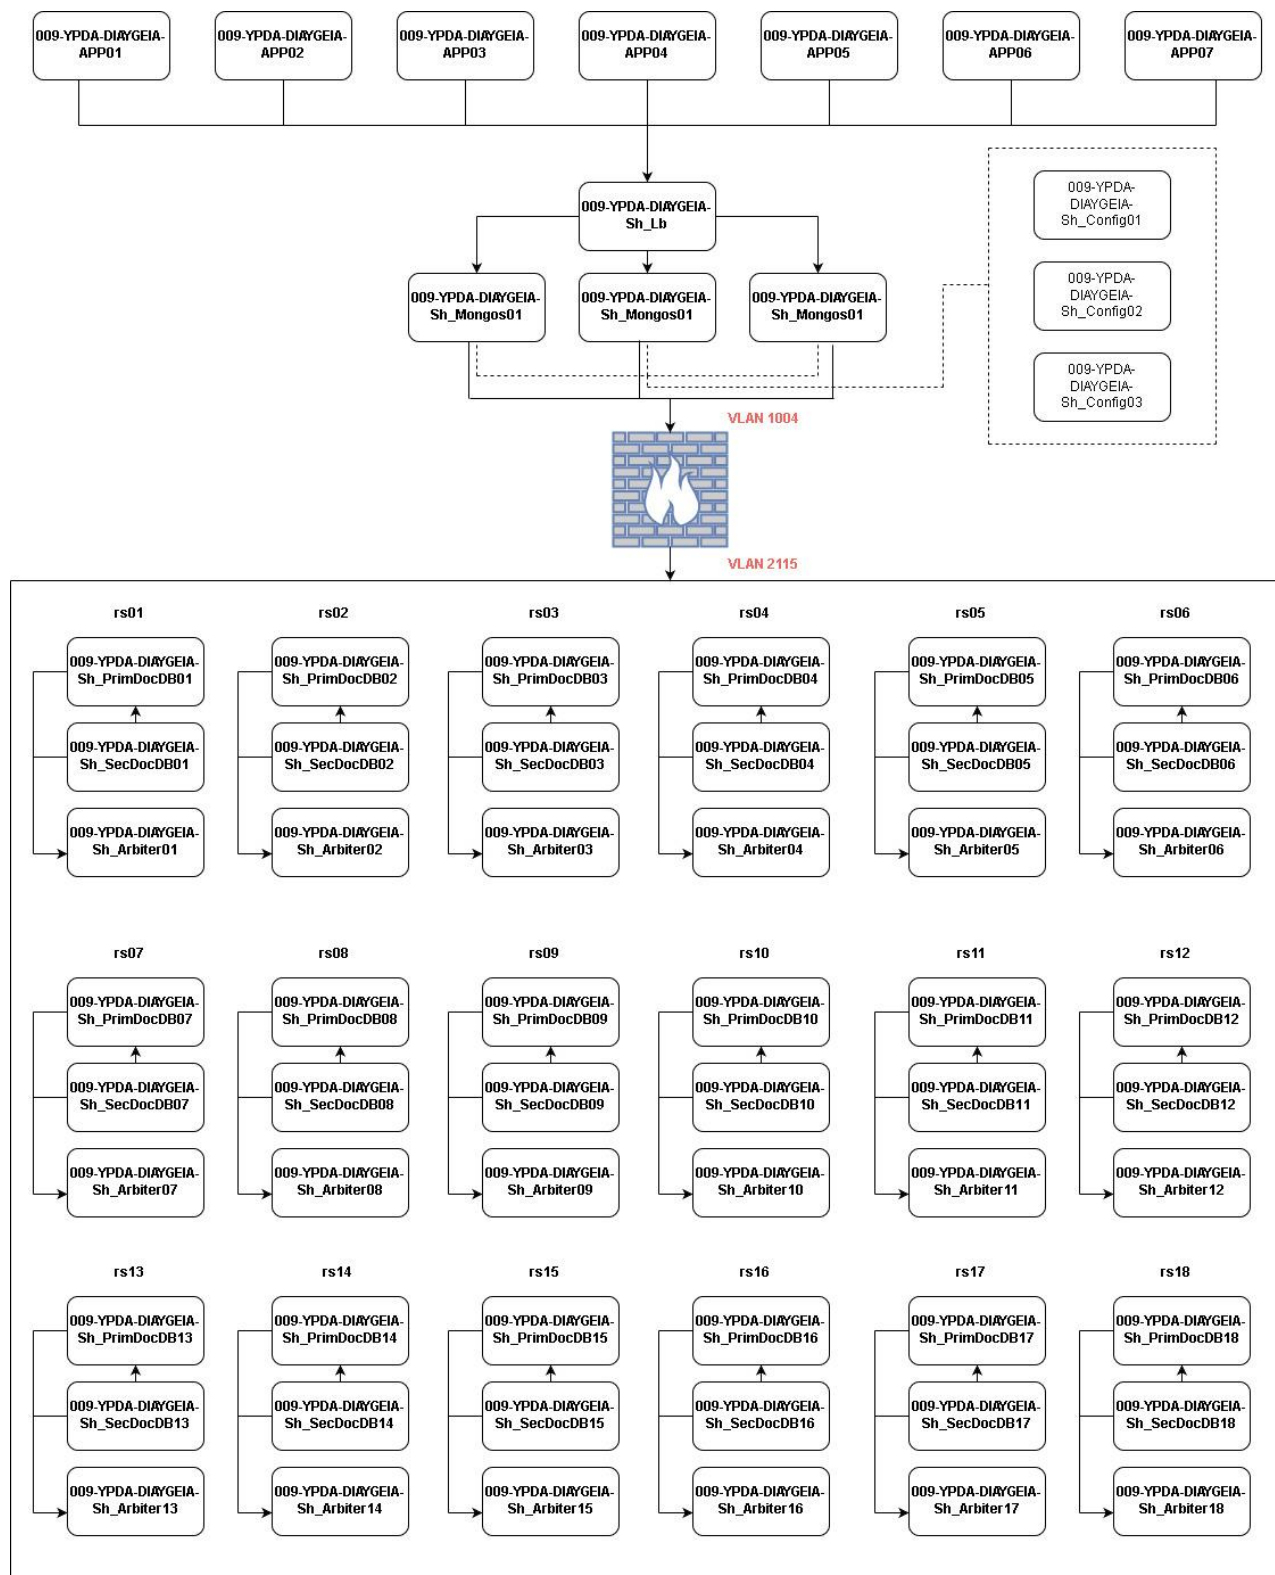 009-YPDA-DIAYGEIA-
APP01
009-YPDA-DIAYGEIA-
APP02
009-YPDA-DIAYGEIA-
APP03
009-YPDA-DIAYGEIA-
APP04
009-YPDA-DIAYGEIA-
APP05
009-YPDA-DIAYGEIA-
APP06
009-YPDA-DIAYGEIA-
APP07
009-YPDA-DIAYGEIA-
Sh_Lb
009-YPDA-
DIAYGEIA-
Sh_Config01
009-YPDA-
DIAYGEIA-
Sh_Config02
009-YPDA-
DIAYGEIA-
Sh_Config03
009-YPDA-DIAYGEIA-
Sh_Mongos01
009-YPDA-DIAYGEIA-
Sh_Mongos01
009-YPDA-DIAYGEIA-
Sh_Mongos01
VLAN 1004
VLAN 2115
rs01
009-YPDA-DIAYGEIA-
Sh_PrimDocDB01
009-YPDA-DIAYGEIA-
Sh_SecDocDB01
009-YPDA-DIAYGEIA-
Sh_Arbiter01
rs02
009-YPDA-DIAYGEIA-
Sh_PrimDocDB02
009-YPDA-DIAYGEIA-
Sh_SecDocDB02
009-YPDA-DIAYGEIA-
Sh_Arbiter02
rs03
009-YPDA-DIAYGEIA-
Sh_PrimDocDB03
009-YPDA-DIAYGEIA-
Sh_SecDocDB03
009-YPDA-DIAYGEIA-
Sh_Arbiter03
rs04
009-YPDA-DIAYGEIA-
Sh_PrimDocDB04
009-YPDA-DIAYGEIA-
Sh_SecDocDB04
009-YPDA-DIAYGEIA-
Sh_Arbiter04
rs05
009-YPDA-DIAYGEIA-
Sh_PrimDocDB05
009-YPDA-DIAYGEIA-
Sh_SecDocDB05
009-YPDA-DIAYGEIA-
Sh_Arbiter05
rs06
009-YPDA-DIAYGEIA-
Sh_PrimDocDB06
009-YPDA-DIAYGEIA-
Sh_SecDocDB06
009-YPDA-DIAYGEIA-
Sh_Arbiter06
rs07
009-YPDA-DIAYGEIA-
Sh_PrimDocDB07
009-YPDA-DIAYGEIA-
Sh_SecDocDB07
009-YPDA-DIAYGEIA-
Sh_Arbiter07
rs08
009-YPDA-DIAYGEIA-
Sh_PrimDocDB08
009-YPDA-DIAYGEIA-
Sh_SecDocDB08
009-YPDA-DIAYGEIA-
Sh_Arbiter08
rs09
009-YPDA-DIAYGEIA-
Sh_PrimDocDB09
009-YPDA-DIAYGEIA-
Sh_SecDocDB09
009-YPDA-DIAYGEIA-
Sh_Arbiter09
rs10
009-YPDA-DIAYGEIA-
Sh_PrimDocDB10
009-YPDA-DIAYGEIA-
Sh_SecDocDB10
009-YPDA-DIAYGEIA-
Sh_Arbiter10
rs11
009-YPDA-DIAYGEIA-
Sh_PrimDocDB11
009-YPDA-DIAYGEIA-
Sh_SecDocDB11
009-YPDA-DIAYGEIA-
Sh_Arbiter11
rs12
009-YPDA-DIAYGEIA-
Sh_PrimDocDB12
009-YPDA-DIAYGEIA-
Sh_SecDocDB12
009-YPDA-DIAYGEIA-
Sh_Arbiter12
rs13
009-YPDA-DIAYGEIA-
Sh_PrimDocDB13
009-YPDA-DIAYGEIA-
Sh_SecDocDB13
009-YPDA-DIAYGEIA-
Sh_Arbiter13
rs14
009-YPDA-DIAYGEIA-
Sh_PrimDocDB14
009-YPDA-DIAYGEIA-
Sh_SecDocDB14
009-YPDA-DIAYGEIA-
Sh_Arbiter14
rs15
009-YPDA-DIAYGEIA-
Sh_PrimDocDB15
009-YPDA-DIAYGEIA-
Sh_SecDocDB15
009-YPDA-DIAYGEIA-
Sh_Arbiter15
rs16
009-YPDA-DIAYGEIA-
Sh_PrimDocDB16
009-YPDA-DIAYGEIA-
Sh_SecDocDB16
009-YPDA-DIAYGEIA-
Sh_Arbiter16
rs17
009-YPDA-DIAYGEIA-
Sh_PrimDocDB17
009-YPDA-DIAYGEIA-
Sh_SecDocDB17
009-YPDA-DIAYGEIA-
Sh_Arbiter17
rs18
009-YPDA-DIAYGEIA-
Sh_PrimDocDB18
009-YPDA-DIAYGEIA-
Sh_SecDocDB18
009-YPDA-DIAYGEIA-
Sh_Arbiter18